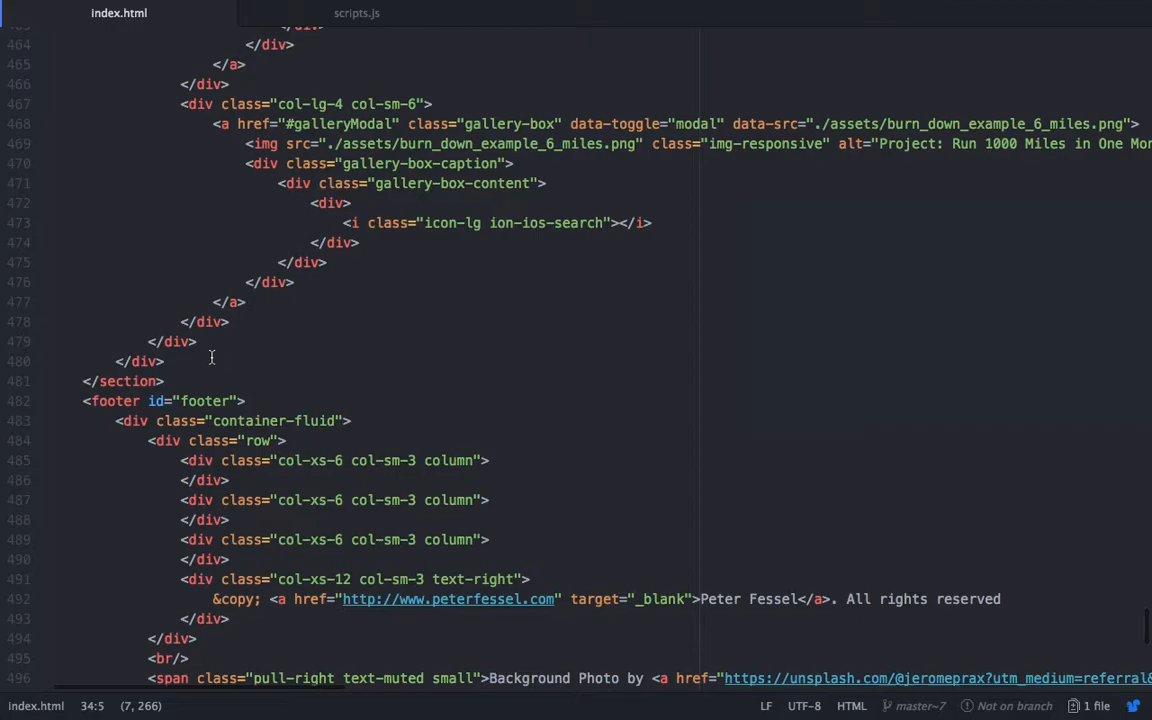 index.html scripts.js
464 </div>
465 </a>
466 </div>
467 <div class="col-lg-4 col-sm-6">
468 <a href="#galleryModal" class="gallery-box" data-toggle="modal" data-src="./assets/burn_down_example_6_miles.png">
469 <img src="./assets/burn_down_example_6_miles.png" class="img-responsive" alt="Project: Run 1000 Miles in One Mon
470 <div class="gallery-box-caption">
471 <div class="gallery-box-content">
472 <div>
473 <i class="icon-lg ion-ios-search"></i>
474 </div>
475 </div>
476 </div>
477 </a>
478 </div>
479 </div>
480 </div>
481 </section>
482 <footer id="footer">
483 <div class="container-fluid">
484 <div class="row">
485 <div class="col-xs-6 col-sm-3 column">
486 </div>
487 <div class="col-xs-6 col-sm-3 column">
488 </div>
489 <div class="col-xs-6 col-sm-3 column">
490 </div>
491 <div class="col-xs-12 col-sm-3 text-right">
492 &copy; <a href="http://www.peterfessel.com" target="_blank">Peter Fessel</a>. All rights reserved
493 </div>
494 </div>
495 <br/>
496 <span class="pull-right text-muted small">Background Photo by <a href="https://unsplash.com/@jeromeprax?utm_medium=referral&
index.html 34:5 (7, 266) LF UTF-8 HTML master~7 Not on branch 1 file